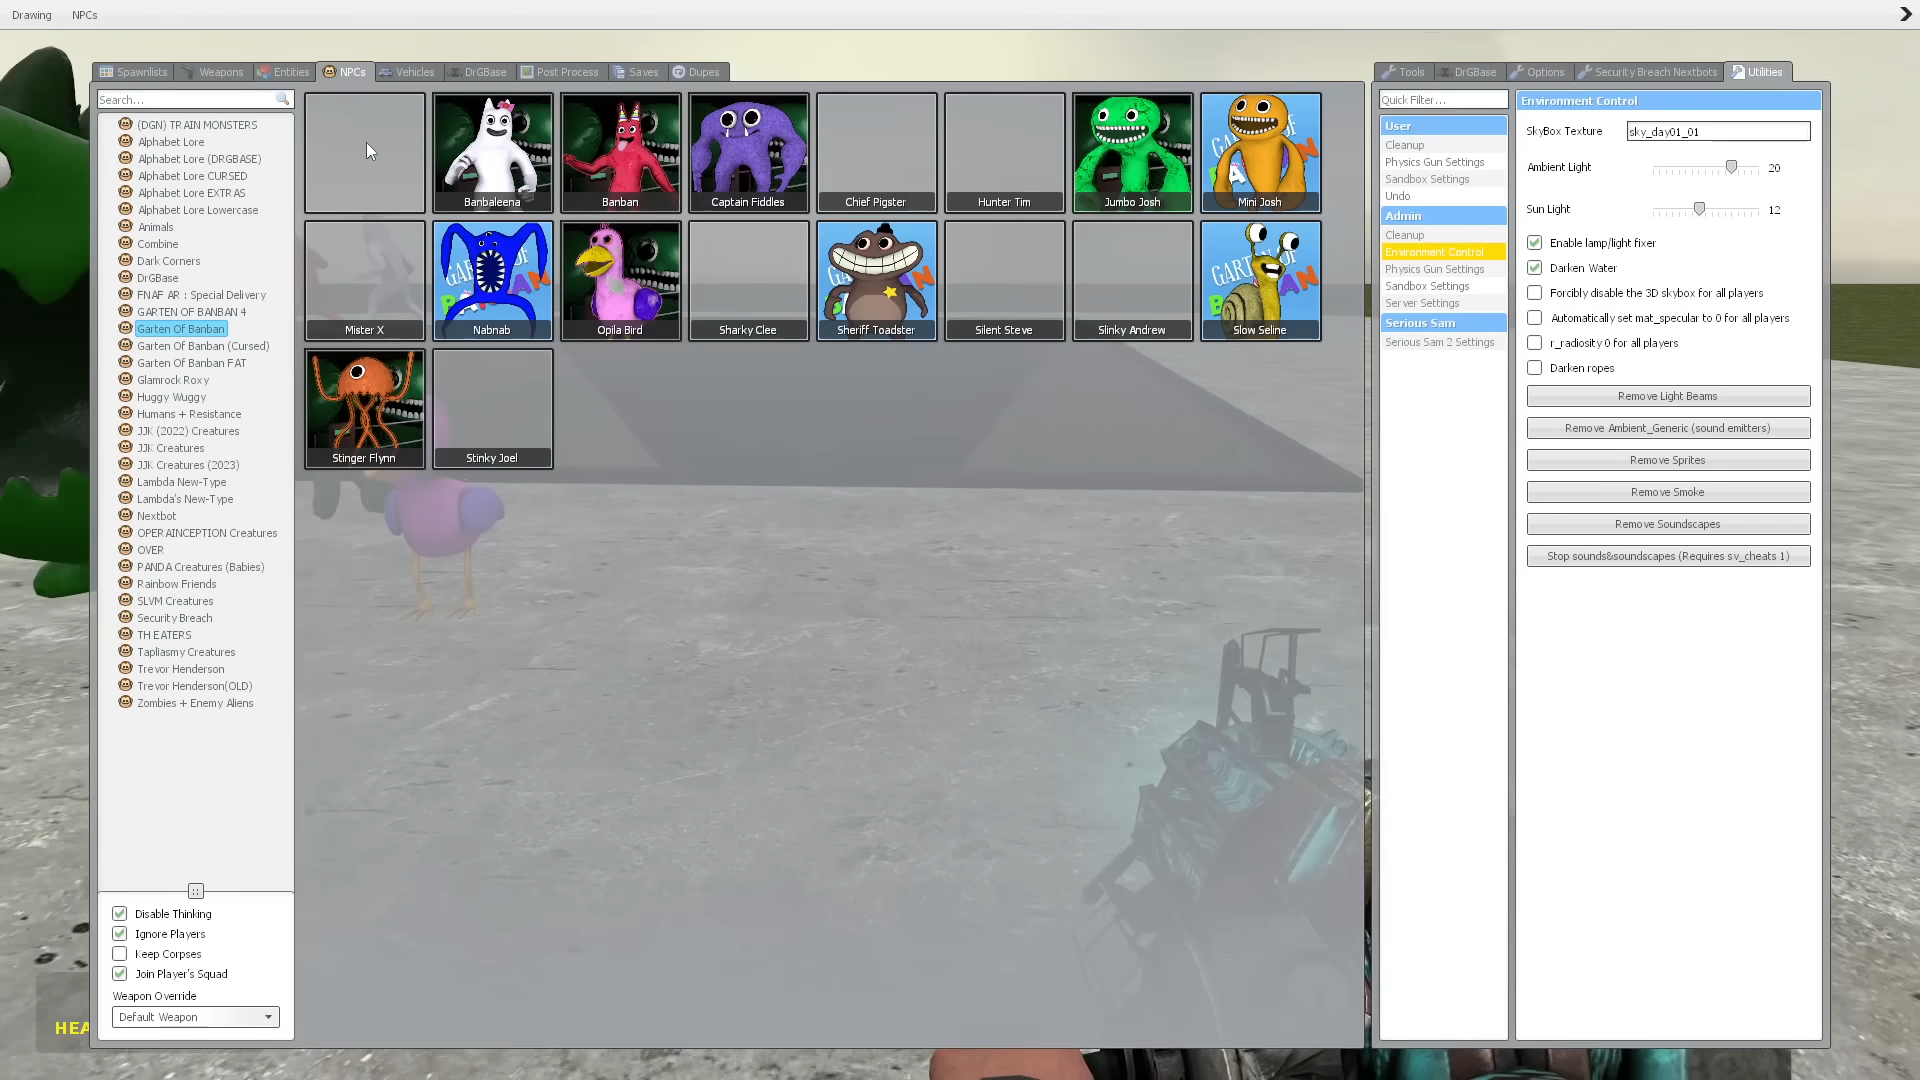 Drawing NPCs
Spawnlists Weapons Entities NPCs Vehicles DrGBase Post Process Saves Dupes
Search...
(DGN) TRAIN MONSTERS
Alphabet Lore
Alphabet Lore (DRGBASE)
Alphabet Lore CURSED
Alphabet Lore EXTRAS
Alphabet Lore Lowercase
Animals
Combine
Dark Corners
DrGBase
FNAF AR : Special Delivery
GARTEN OF BANBAN 4
Garten Of Banban
Garten Of Banban (Cursed)
Garten Of Banban FAT
Glamrock Roxy
Huggy Wuggy
Humans + Resistance
JJK (2022) Creatures
JJK Creatures
JJK Creatures (2023)
Lambda New-Type
Lambda's New-Type
Nextbot
OPERAINCEPTION Creatures
OVER
PANDA Creatures (Babies)
Rainbow Friends
SLVM Creatures
Security Breach
TH EATERS
Tapliasmy Creatures
Trevor Henderson
Trevor Henderson(OLD)
Zombies + Enemy Aliens
Disable Thinking
Ignore Players
Keep Corpses
Join Player's Squad
Weapon Override
Default Weapon
HEA
Banbaleena Banban Captain Fiddles Chief Pigster Hunter Tim Jumbo Josh Mini Josh
Mister X Nabnab Opila Bird Sharky Clee Sheriff Toadster Silent Steve Slinky Andrew Slow Seline
Stinger Flynn Stinky Joel
Tools DrGBase Options Security Breach Nextbots Utilities
Quick Filter...
User
Cleanup
Physics Gun Settings
Sandbox Settings
Undo
Admin
Cleanup
Environment Control
Physics Gun Settings
Sandbox Settings
Server Settings
Serious Sam
Serious Sam 2 Settings
Environment Control
SkyBox Texture sky_day01_01
Ambient Light 20
Sun Light 12
Enable lamp/light fixer
Darken Water
Forcibly disable the 3D skybox for all players
Automatically set mat_specular to 0 for all players
r_radiosity 0 for all players
Darken ropes
Remove Light Beams
Remove Ambient_Generic (sound emitters)
Remove Sprites
Remove Smoke
Remove Soundscapes
Stop sounds&soundscapes (Requires sv_cheats 1)